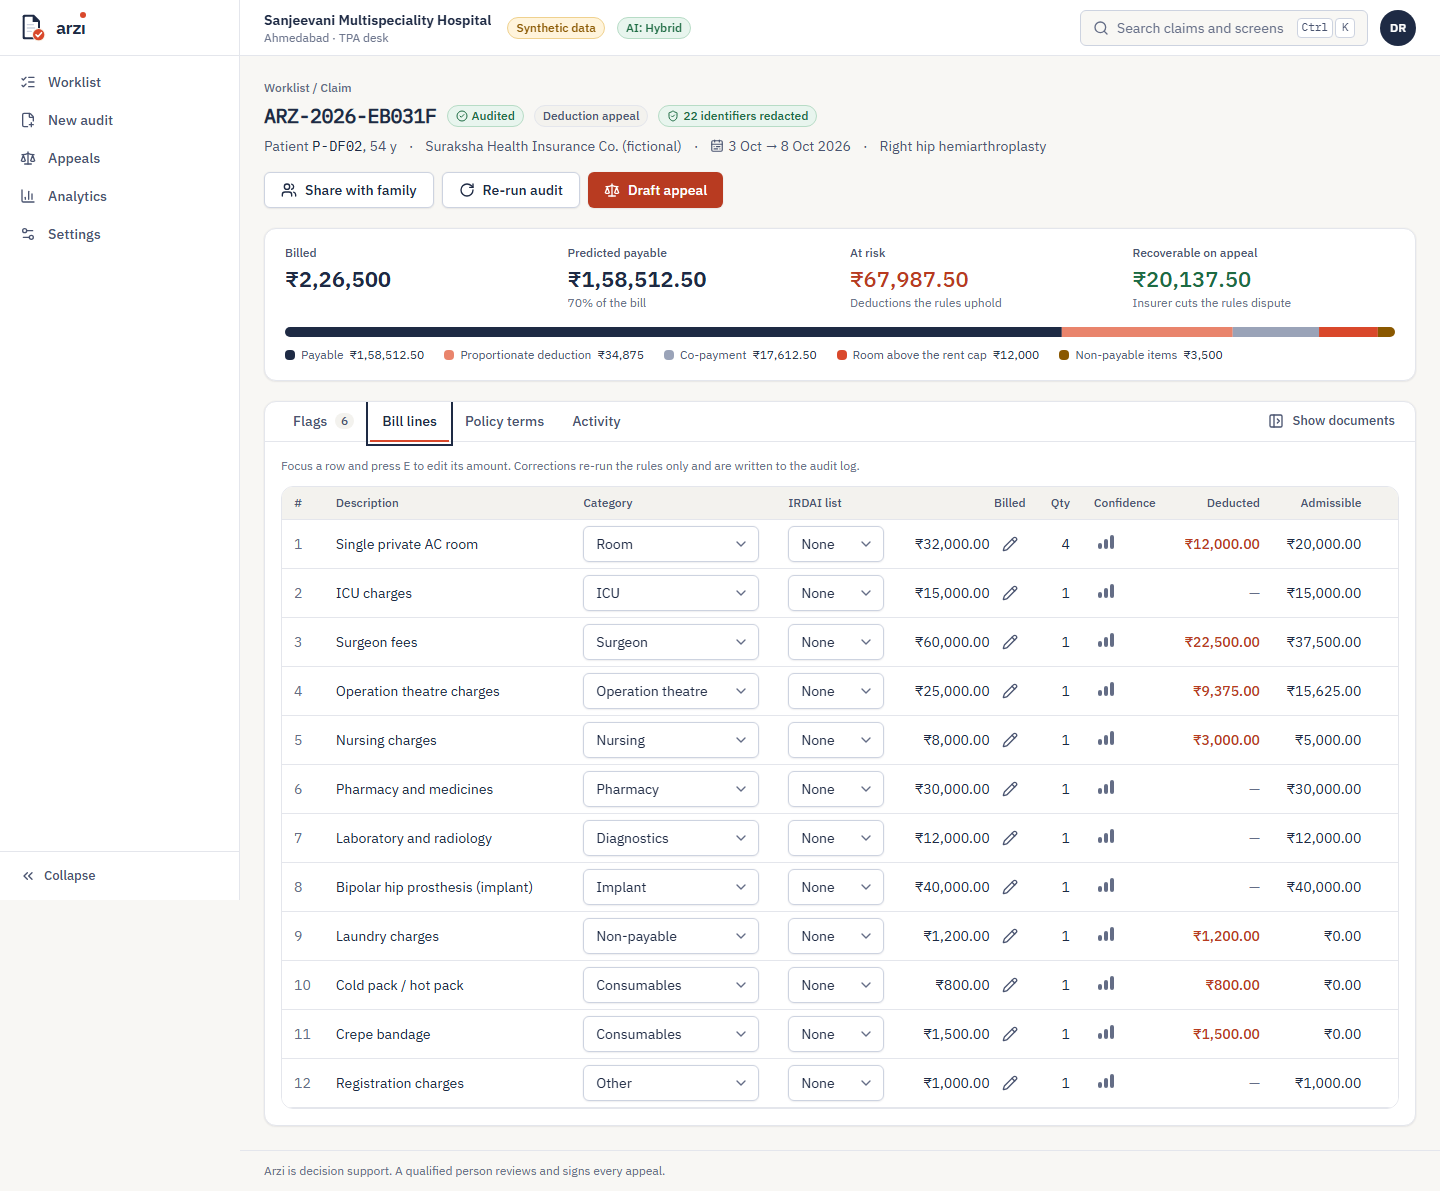 arzı
Sanjeevani Multispeciality Hospital
Ahmedabad · TPA desk
Synthetic data
AI: Hybrid
Search claims and screens
Ctrl K
DR
Worklist
New audit
Appeals
Analytics
Settings
Collapse
Worklist / Claim
ARZ-2026-EB031F
Audited
Deduction appeal
22 identifiers redacted
Patient P-DF02, 54 y · Suraksha Health Insurance Co. (fictional) · 3 Oct → 8 Oct 2026 · Right hip hemiarthroplasty
Share with family
Re-run audit
Draft appeal
Billed
₹2,26,500
Predicted payable
₹1,58,512.50
70% of the bill
At risk
₹67,987.50
Deductions the rules uphold
Recoverable on appeal
₹20,137.50
Insurer cuts the rules dispute
Payable ₹1,58,512.50
Proportionate deduction ₹34,875
Co-payment ₹17,612.50
Room above the rent cap ₹12,000
Non-payable items ₹3,500
Flags 6
Bill lines
Policy terms
Activity
Show documents
Focus a row and press E to edit its amount. Corrections re-run the rules only and are written to the audit log.
# Description Category IRDAI list Billed Qty Confidence Deducted Admissible
1 Single private AC room Room None ₹32,000.00 4 ₹12,000.00 ₹20,000.00
2 ICU charges ICU None ₹15,000.00 1 — ₹15,000.00
3 Surgeon fees Surgeon None ₹60,000.00 1 ₹22,500.00 ₹37,500.00
4 Operation theatre charges Operation theatre None ₹25,000.00 1 ₹9,375.00 ₹15,625.00
5 Nursing charges Nursing None ₹8,000.00 1 ₹3,000.00 ₹5,000.00
6 Pharmacy and medicines Pharmacy None ₹30,000.00 1 — ₹30,000.00
7 Laboratory and radiology Diagnostics None ₹12,000.00 1 — ₹12,000.00
8 Bipolar hip prosthesis (implant) Implant None ₹40,000.00 1 — ₹40,000.00
9 Laundry charges Non-payable None ₹1,200.00 1 ₹1,200.00 ₹0.00
10 Cold pack / hot pack Consumables None ₹800.00 1 ₹800.00 ₹0.00
11 Crepe bandage Consumables None ₹1,500.00 1 ₹1,500.00 ₹0.00
12 Registration charges Other None ₹1,000.00 1 — ₹1,000.00
Arzi is decision support. A qualified person reviews and signs every appeal.